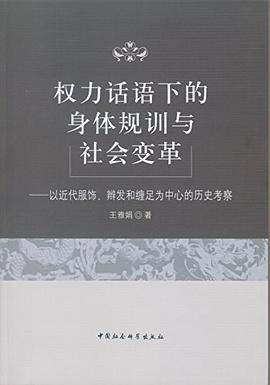 权力话语下的
身体规训与
社会变革
——以近代服饰、辫发和缠足为中心的历史考察
王雅娟◎著
中国社会科学出版社